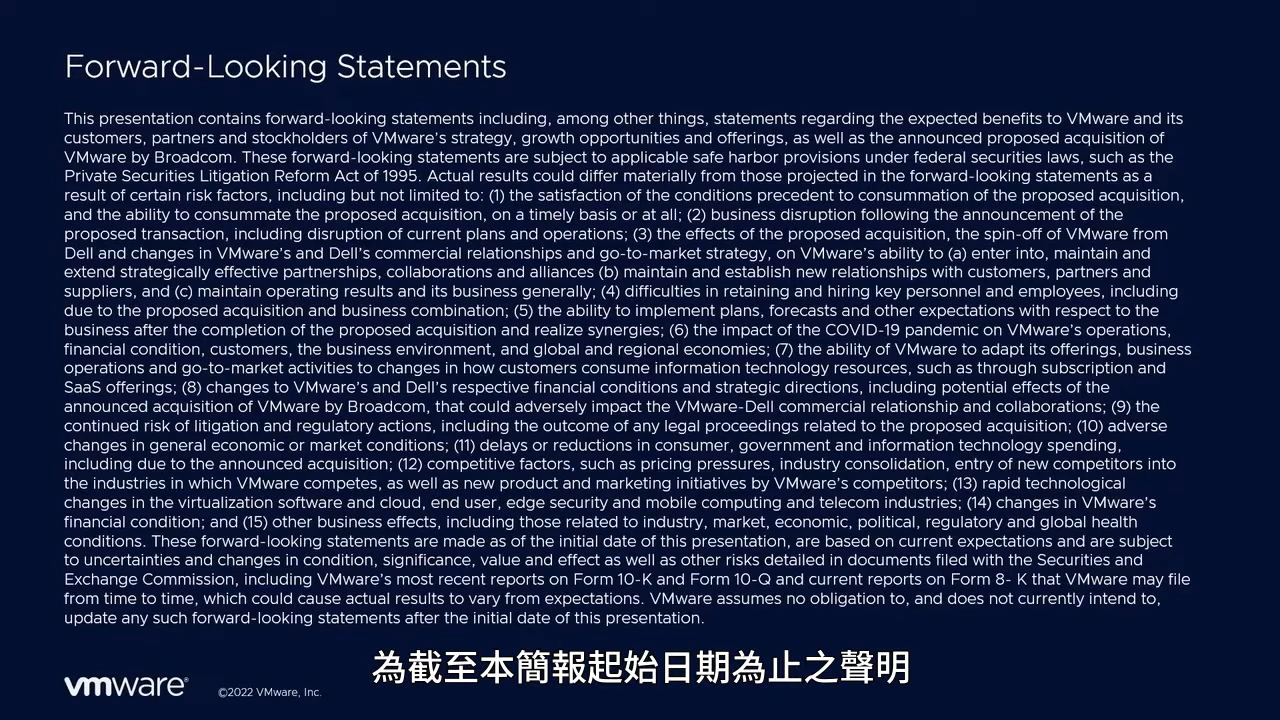 Forward-Looking Statements
This presentation contains forward-looking statements including, among other things, statements regarding the expected benefits to VMware and its
customers, partners and stockholders of VMware's strategy, growth opportunities and offerings, as well as the announced proposed acquisition of
VMware by Broadcom. These forward-looking statements are subject to applicable safe harbor provisions under federal securities laws, such as the
Private Securities Litigation Reform Act of 1995. Actual results could differ materially from those projected in the forward-looking statements as a
result of certain risk factors, including but not limited to: (1) the satisfaction of the conditions precedent to consummation of the proposed acquisition,
and the ability to consummate the proposed acquisition, on a timely basis or at all; (2) business disruption following the announcement of the
proposed transaction, including disruption of current plans and operations; (3) the effects of the proposed acquisition, the spin-off of VMware from
Dell and changes in VMware's and Dell's commercial relationships and go-to-market strategy, on VMware's ability to (a) enter into, maintain and
extend strategically effective partnerships, collaborations and alliances (b) maintain and establish new relationships with customers, partners and
suppliers, and (c) maintain operating results and its business generally; (4) difficulties in retaining and hiring key personnel and employees, including
due to the proposed acquisition and business combination; (5) the ability to implement plans, forecasts and other expectations with respect to the
business after the completion of the proposed acquisition and realize synergies; (6) the impact of the COVID-19 pandemic on VMware's operations,
financial condition, customers, the business environment, and global and regional economies; (7) the ability of VMware to adapt its offerings, business
operations and go-to-market activities to changes in how customers consume information technology resources, such as through subscription and
SaaS offerings; (8) changes to VMware's and Dell's respective financial conditions and strategic directions, including potential effects of the
announced acquisition of VMware by Broadcom, that could adversely impact the VMware-Dell commercial relationship and collaborations; (9) the
continued risk of litigation and regulatory actions, including the outcome of any legal proceedings related to the proposed acquisition; (10) adverse
changes in general economic or market conditions; (11) delays or reductions in consumer, government and information technology spending,
including due to the announced acquisition; (12) competitive factors, such as pricing pressures, industry consolidation, entry of new competitors into
the industries in which VMware competes, as well as new product and marketing initiatives by VMware's competitors; (13) rapid technological
changes in the virtualization software and cloud, end user, edge security and mobile computing and telecom industries; (14) changes in VMware's
financial condition; and (15) other business effects, including those related to industry, market, economic, political, regulatory and global health
conditions. These forward-looking statements are made as of the initial date of this presentation, are based on current expectations and are subject
to uncertainties and changes in condition, significance, value and effect as well as other risks detailed in documents filed with the Securities and
Exchange Commission, including VMware's most recent reports on Form 10-K and Form 10-Q and current reports on Form 8- K that VMware may file
from time to time, which could cause actual results to vary from expectations. VMware assumes no obligation to, and does not currently intend to,
update any such forward-looking statements after the initial date of this presentation.
為截至本簡報起始日期為止之聲明
vmware®
©2022 VMware, Inc.